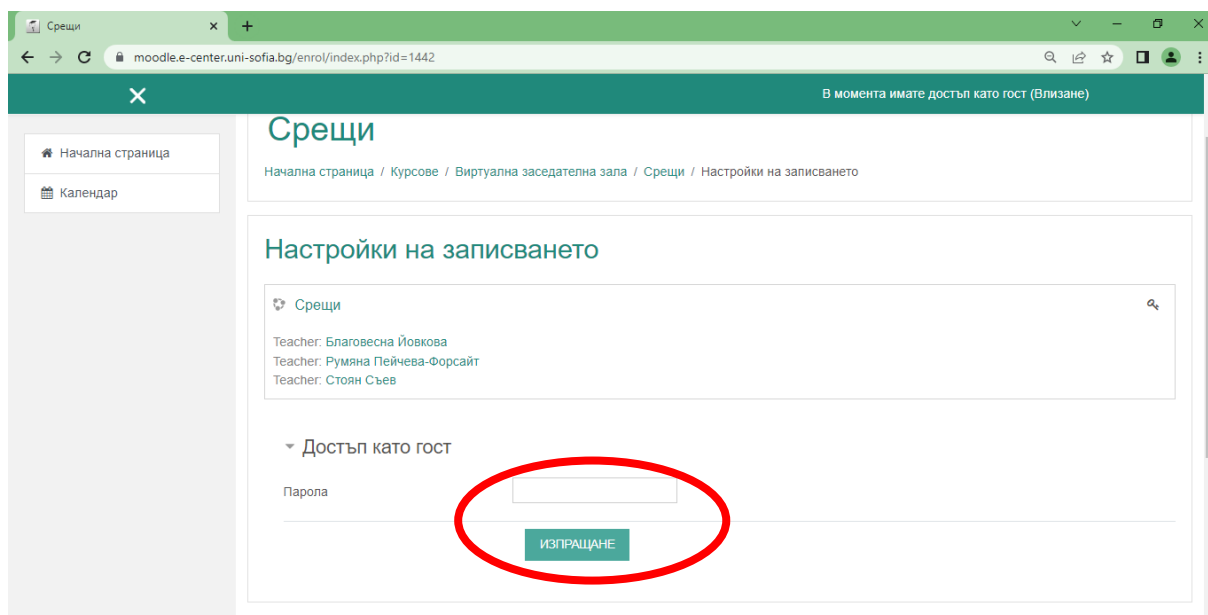 Срещи
moodle.e-center.uni-sofia.bg/enrol/index.php?id=1442
В момента имате достъп като гост (Влизане)
Начална страница
Календар
Срещи
Начална страница / Курсове / Виртуална заседателна зала / Срещи / Настройки на записването
Настройки на записването
Срещи
Teacher: Благовесна Йовкова
Teacher: Румяна Пейчева-Форсайт
Teacher: Стоян Съев
Достъп като гост
Парола
ИЗПРАЩАНЕ